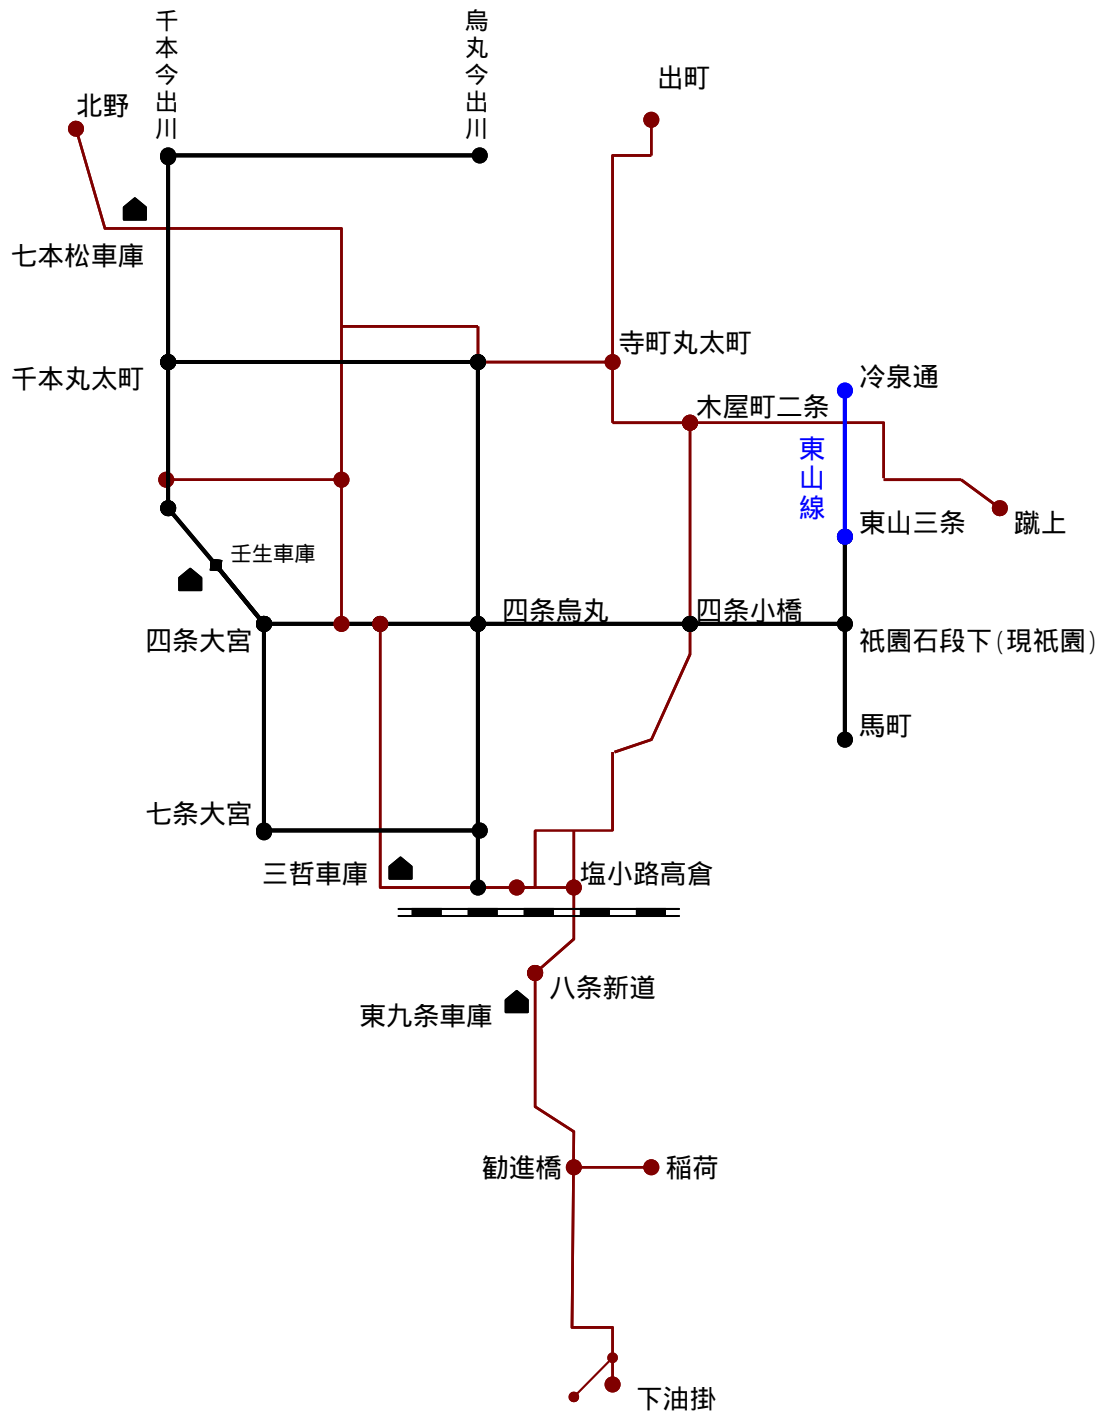 千本今出川
烏丸今出川
出町
北野
七本松車庫
寺町丸太町
千本丸太町
冷泉通
木屋町二条
東山線
東山三条
蹴上
壬生車庫
四条烏丸
四条小橋
四条大宮
祇園石段下(現祇園)
馬町
七条大宮
三哲車庫
塩小路高倉
八条新道
東九条車庫
勧進橋
稲荷
下油掛